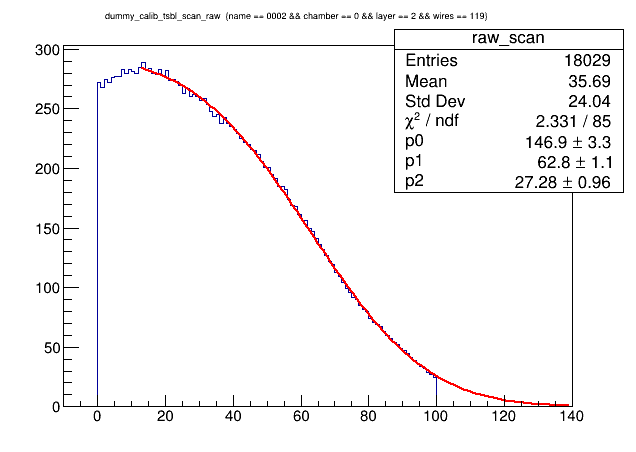 dummy_calib_tsbl_scan_raw (name == 0002 && chamber == 0 && layer == 2 && wires == 119)
raw_scan
Entries 18029
Mean 35.69
Std Dev 24.04
χ² / ndf 2.331 / 85
p0 146.9 ± 3.3
p1 62.8 ± 1.1
p2 27.28 ± 0.96
300
250
200
150
100
50
0
0 20 40 60 80 100 120 140